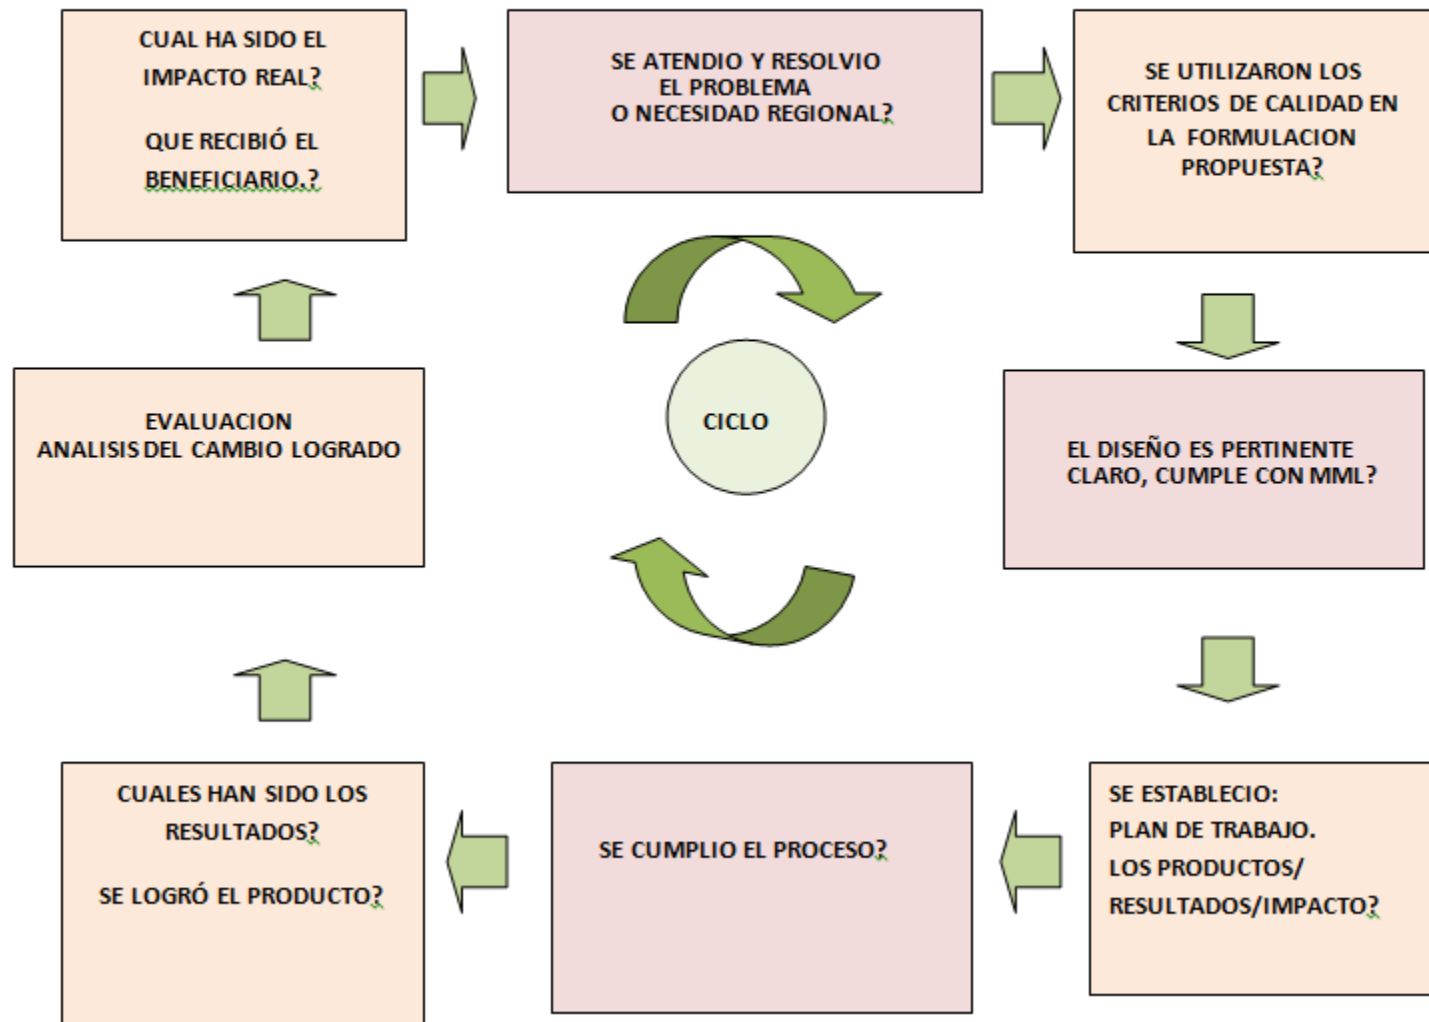 CUAL HA SIDO EL
IMPACTO REAL?
QUE RECIBIÓ EL
BENEFICIARIO.?
SE ATENDIO Y RESOLVIO
EL PROBLEMA
O NECESIDAD REGIONAL?
SE UTILIZARON LOS
CRITERIOS DE CALIDAD EN
LA FORMULACION
PROPUESTA?
EVALUACION
ANALISIS DEL CAMBIO LOGRADO
CICLO
EL DISEÑO ES PERTINENTE
CLARO, CUMPLE CON MML?
CUALES HAN SIDO LOS
RESULTADOS?
SE LOGRÓ EL PRODUCTO?
SE CUMPLIO EL PROCESO?
SE ESTABLECIO:
PLAN DE TRABAJO.
LOS PRODUCTOS/
RESULTADOS/IMPACTO?